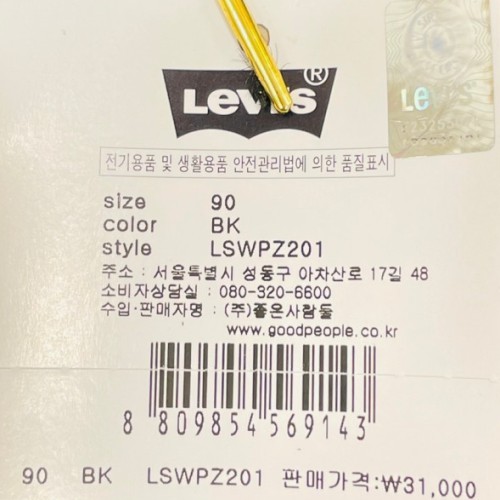 Levi's®
Le
전기용품 및 생활용품 안전관리법에 의한 품질표시
size 90
color BK
style LSWPZ201
주소 : 서울특별시 성동구 아차산로 17길 48
소비자상담실 : 080-320-6600
수입·판매자명 : (주)좋은사람들
www.goodpeople.co.kr
8 809854 569143
90 BK LSWPZ201 판매가격:₩31,000